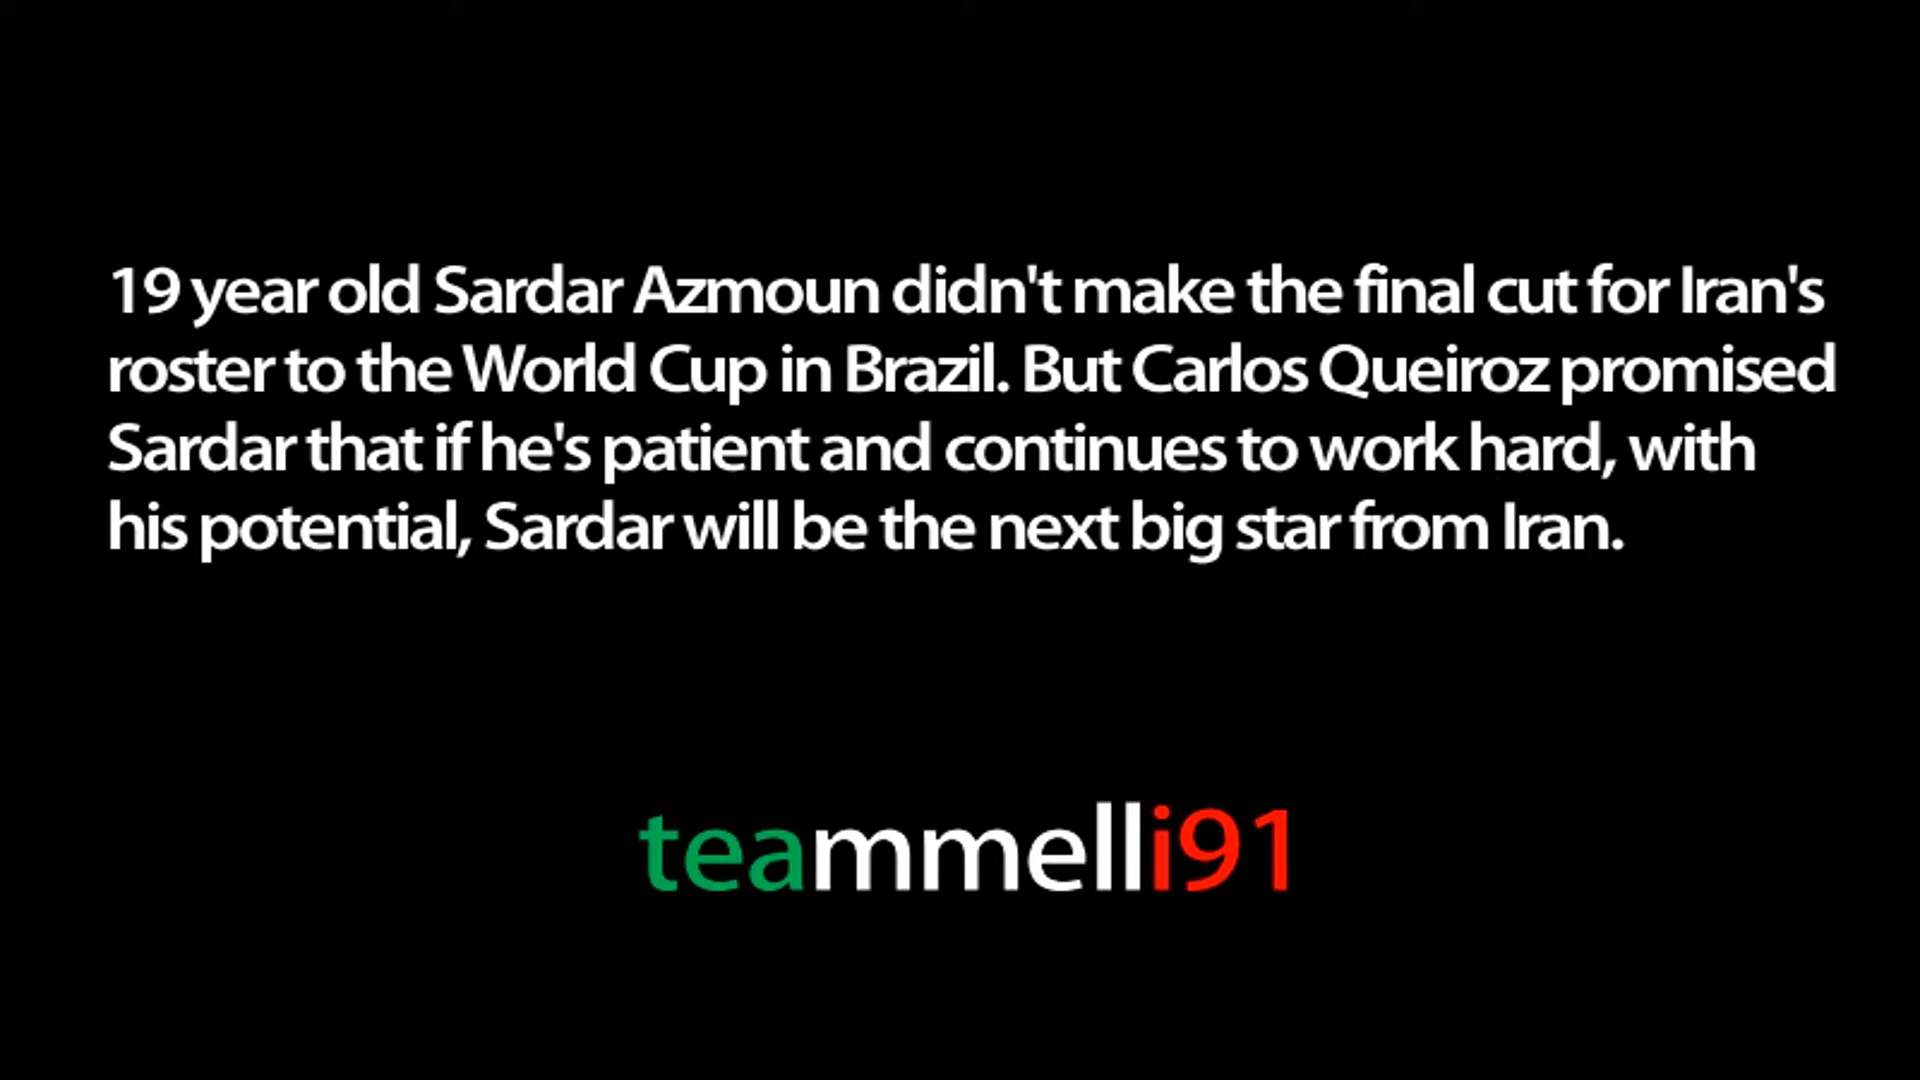 19 year old Sardar Azmoun didn't make the final cut for Iran's
roster to the World Cup in Brazil. But Carlos Queiroz promised
Sardar that if he's patient and continues to work hard, with
his potential, Sardar will be the next big star from Iran.
teammelli91